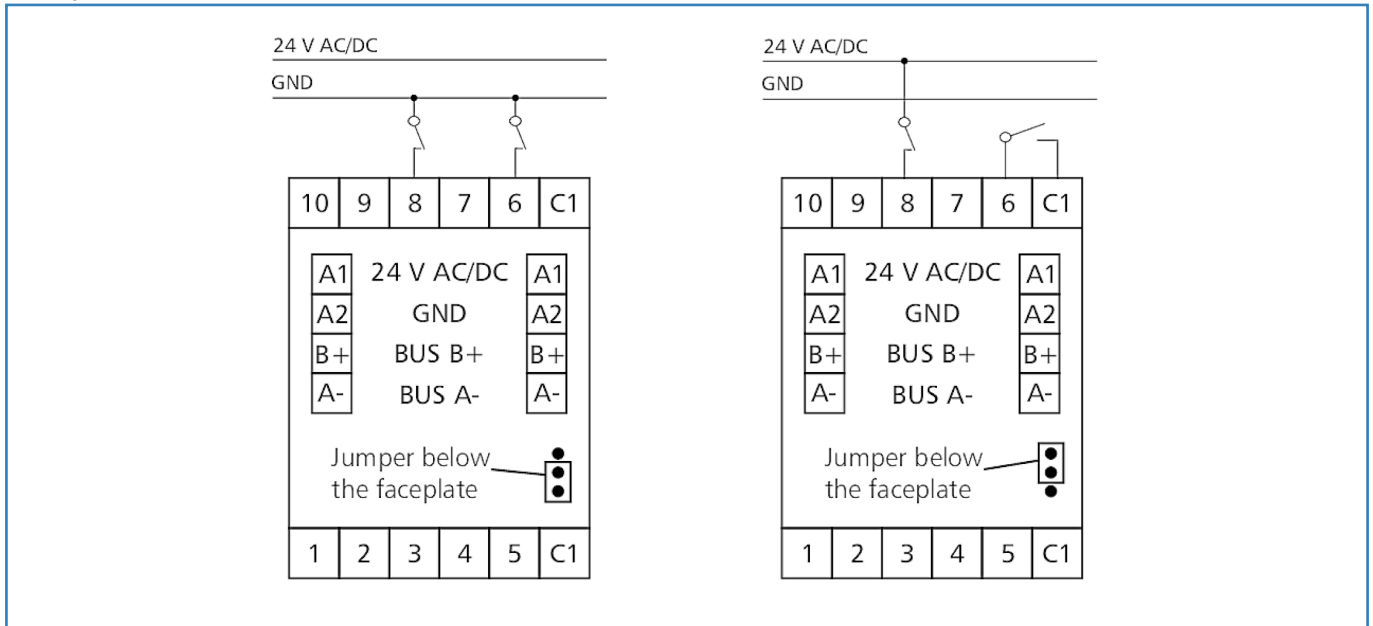 24 V AC/DC
GND
10 9 8 7 6 C1
A1 24 V AC/DC A1
A2 GND A2
B+ BUS B+ B+
A- BUS A- A-
Jumper below
the faceplate
1 2 3 4 5 C1
24 V AC/DC
GND
10 9 8 7 6 C1
A1 24 V AC/DC A1
A2 GND A2
B+ BUS B+ B+
A- BUS A- A-
Jumper below
the faceplate
1 2 3 4 5 C1